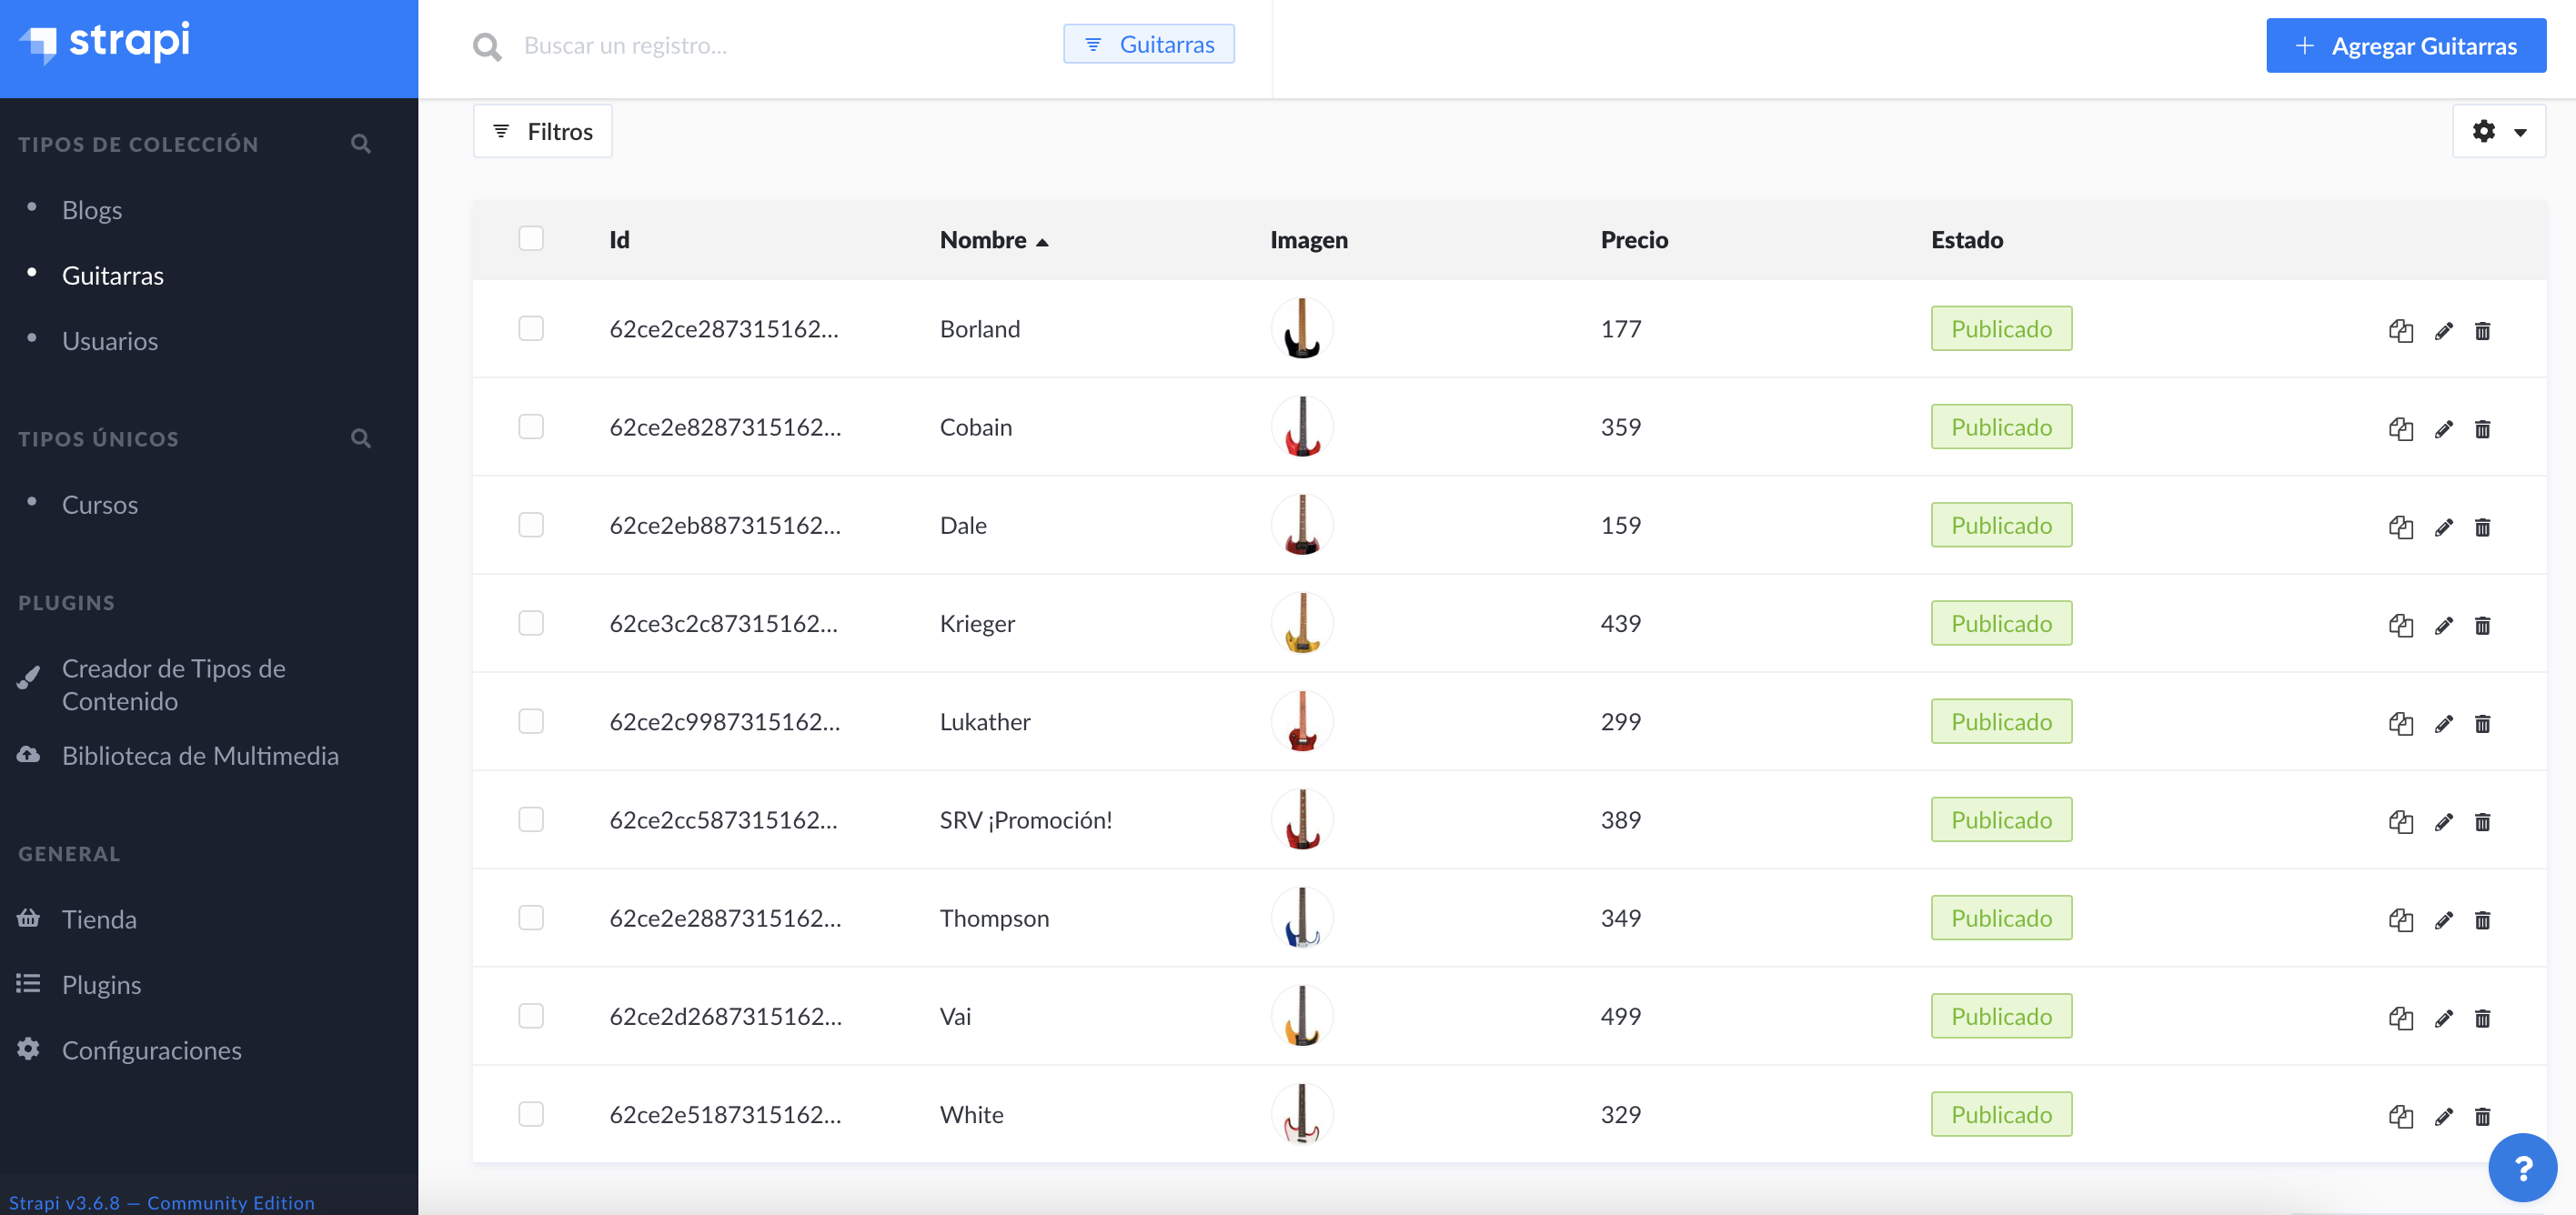 strapi
Buscar un registro...
Guitarras
Agregar Guitarras
TIPOS DE COLECCIÓN
Blogs
Guitarras
Usuarios
TIPOS ÚNICOS
Cursos
PLUGINS
Creador de Tipos de
Contenido
Biblioteca de Multimedia
GENERAL
Tienda
Plugins
Configuraciones
Strapi v3.6.8 — Community Edition
Filtros
Id Nombre Imagen Precio Estado
62ce2ce287315162... Borland 177 Publicado
62ce2e8287315162... Cobain 359 Publicado
62ce2eb887315162... Dale 159 Publicado
62ce3c2c87315162... Krieger 439 Publicado
62ce2c9987315162... Lukather 299 Publicado
62ce2cc587315162... SRV ¡Promoción! 389 Publicado
62ce2e2887315162... Thompson 349 Publicado
62ce2d2687315162... Vai 499 Publicado
62ce2e5187315162... White 329 Publicado
?